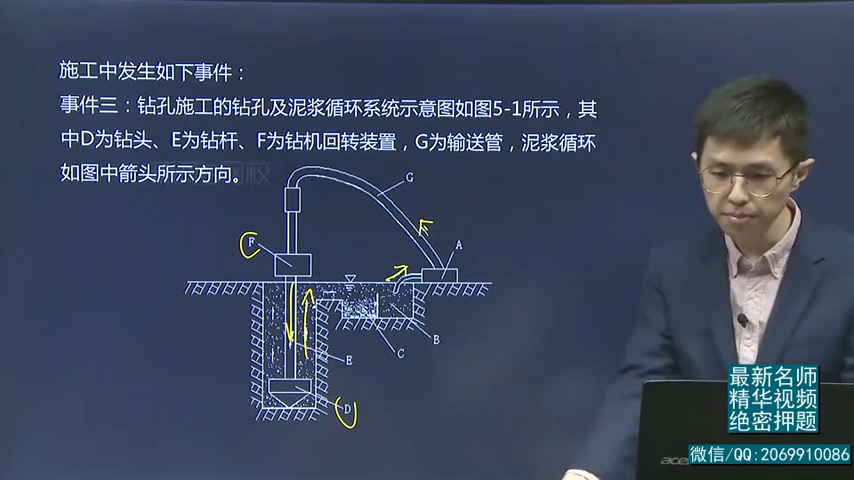 施工中发生如下事件：
事件三：钻孔施工的钻孔及泥浆循环系统示意图如图5-1所示，其
中D为钻头、E为钻杆、F为钻机回转装置，G为输送管，泥浆循环
如图中箭头所示方向。
G
F
A
B
C
E
D
最新名师
精华视频
绝密押题
微信/QQ:2069910086
acer